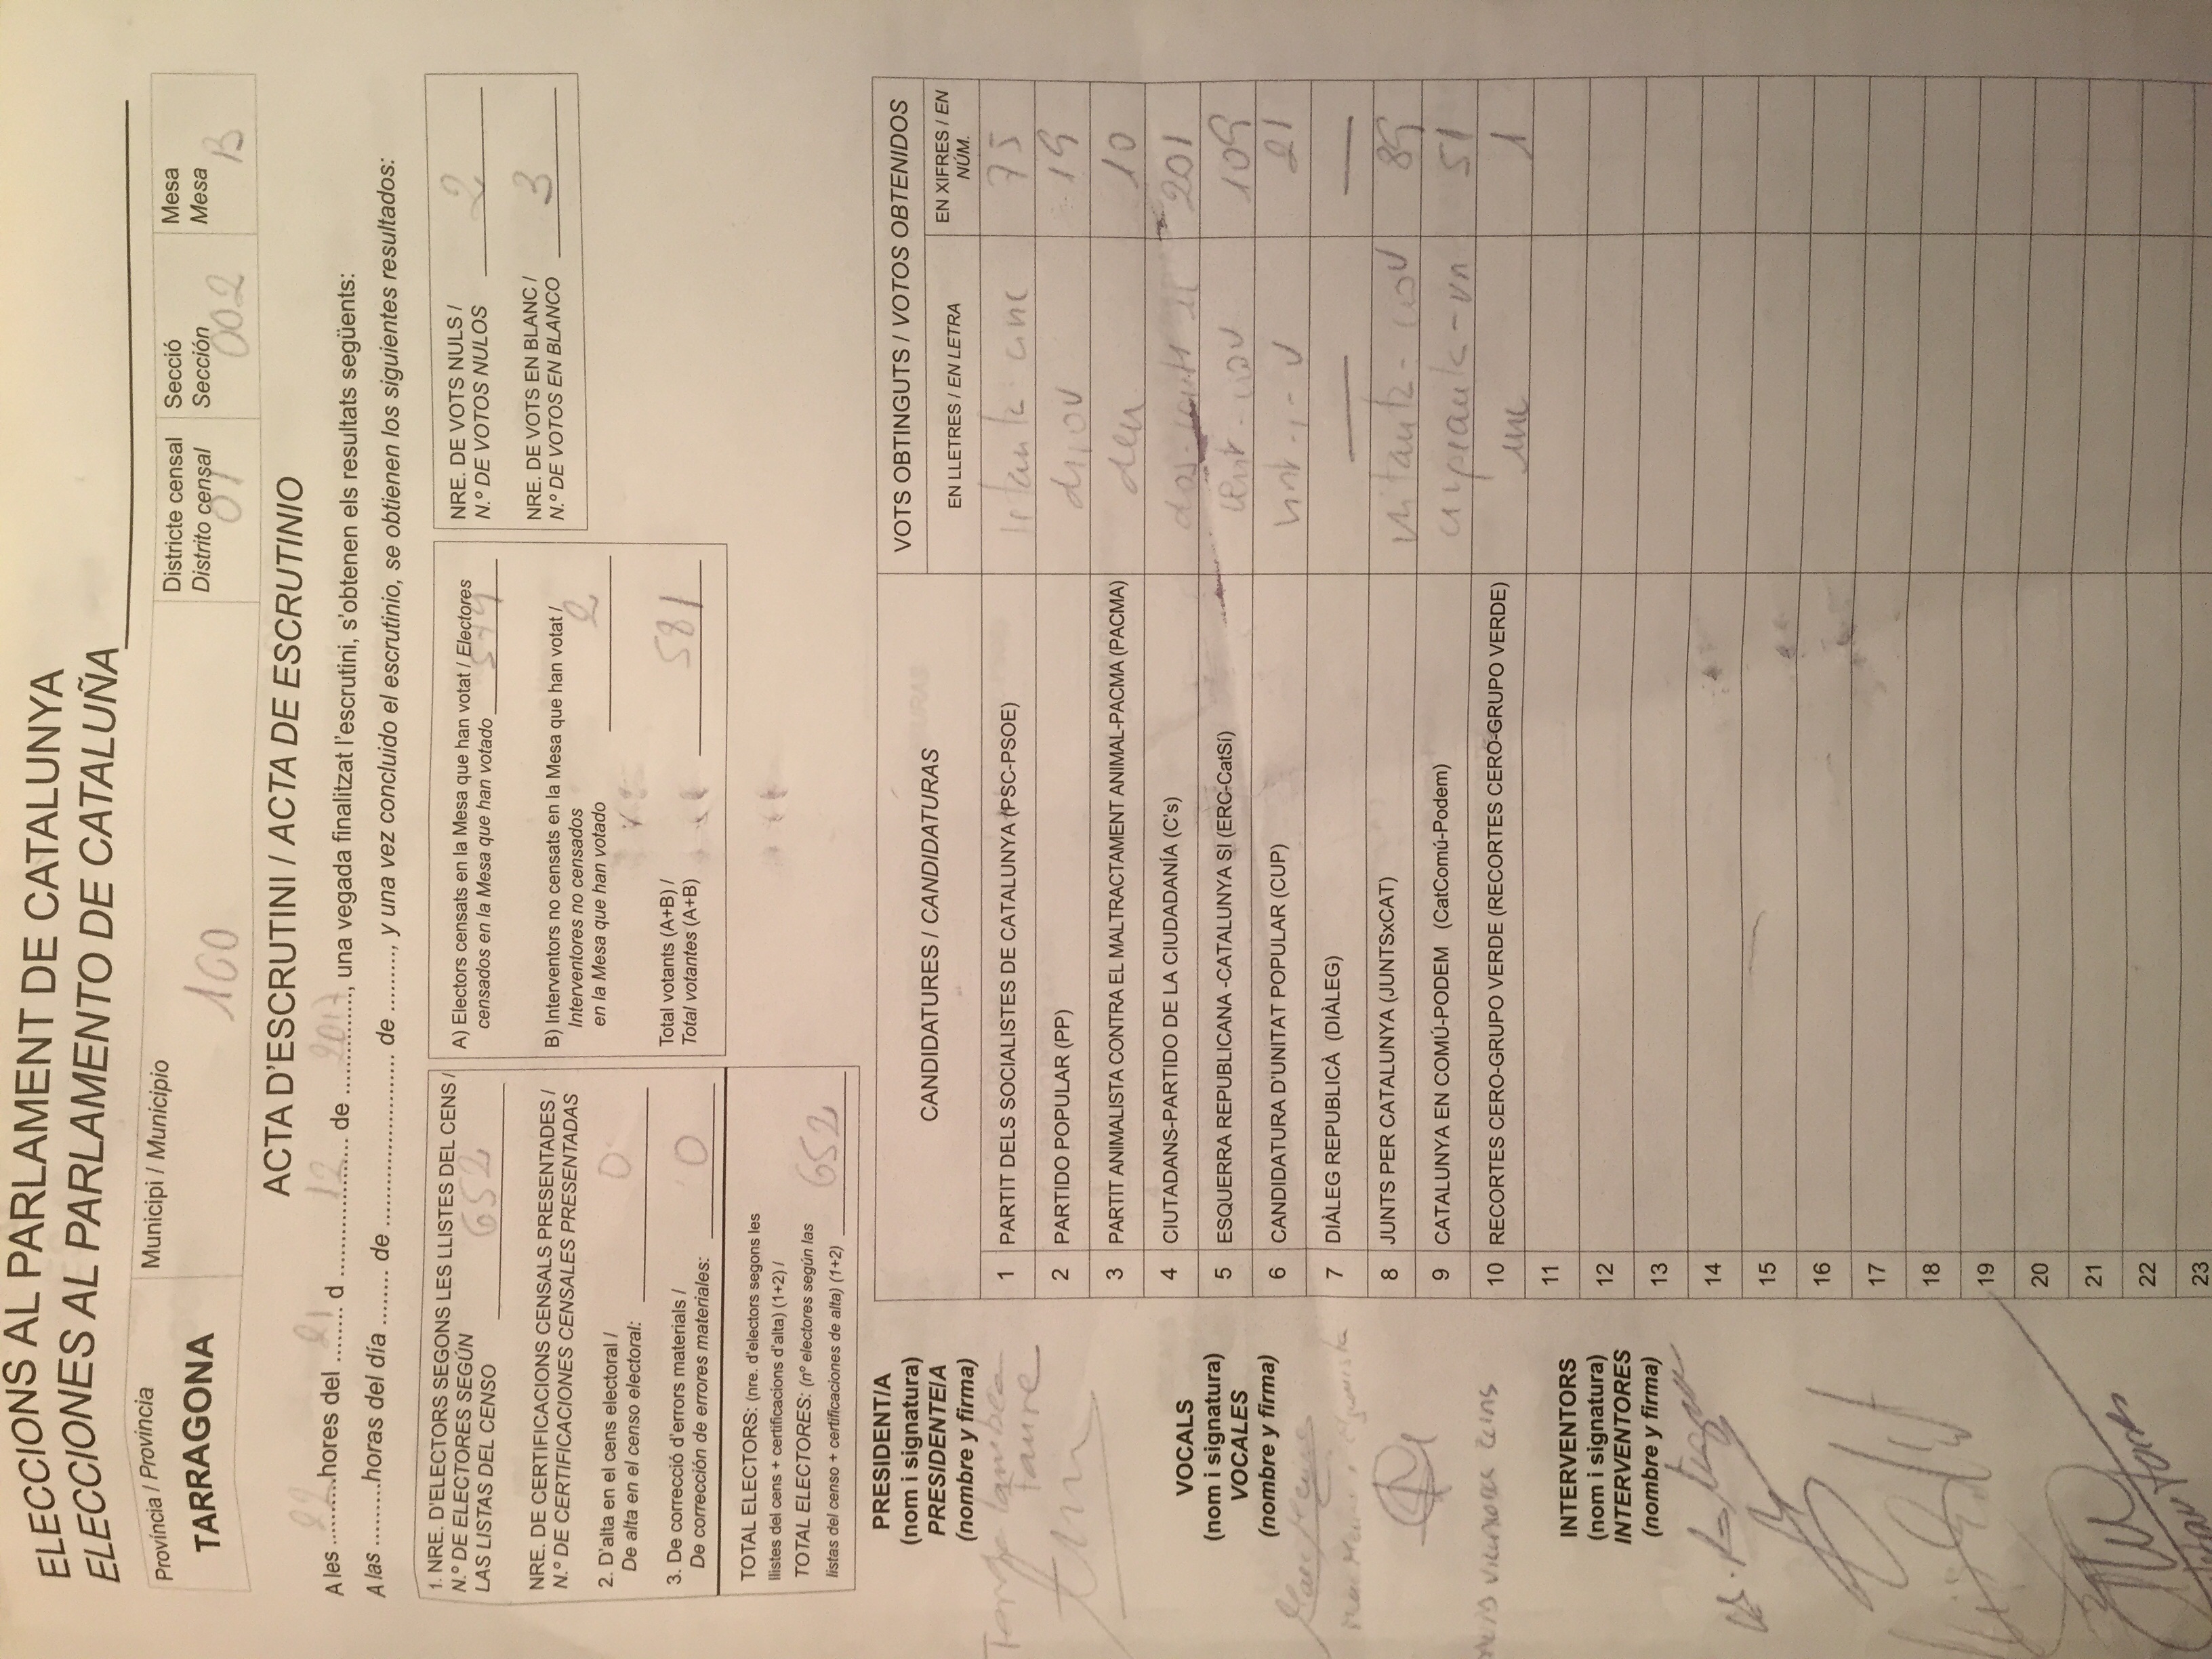 ELECCIONS AL PARLAMENT DE CATALUNYA
ELECCIONES AL PARLAMENTO DE CATALUÑA
Província / Provincia
TARRAGONA
Municipi / Municipio
160
Districte censal
Distrito censal
01
Secció
Sección
002
Mesa
Mesa
B
ACTA D'ESCRUTINI / ACTA DE ESCRUTINIO
A les 22 hores del 21 d 12 de 2017, una vegada finalitzat l'escrutini, s'obtenen els resultats següents:
A las .........horas del día ........ de ........................ de ........., y una vez concluido el escrutinio, se obtienen los siguientes resultados:
1. NRE. D'ELECTORS SEGONS LES LLISTES DEL CENS /
N.º DE ELECTORES SEGÚN
LAS LISTAS DEL CENSO 652
NRE. DE CERTIFICACIONS CENSALS PRESENTADES /
N.º DE CERTIFICACIONES CENSALES PRESENTADAS
2. D'alta en el cens electoral /
De alta en el censo electoral: 0
3. De correcció d'errors materials /
De corrección de errores materiales: 0
TOTAL ELECTORS: (nre. d'electors segons les
llistes del cens + certificacions d'alta) (1+2) /
TOTAL ELECTORES: (nº electores según las
listas del censo + certificaciones de alta) (1+2) 652
A) Electors censats en la Mesa que han votat / Electores
censados en la Mesa que han votado 579
B) Interventors no censats en la Mesa que han votat /
Interventores no censados
en la Mesa que han votado 2
Total votants (A+B) /
Total votantes (A+B) 581
NRE. DE VOTS NULS /
N.º DE VOTOS NULOS 2
NRE. DE VOTS EN BLANC /
N.º DE VOTOS EN BLANCO 3
PRESIDENT/A
(nom i signatura)
PRESIDENTE/A
(nombre y firma)
Faure
VOCALS
(nom i signatura)
VOCALES
(nombre y firma)
INTERVENTORS
(nom i signatura)
INTERVENTORES
(nombre y firma)
CANDIDATURES / CANDIDATURAS
VOTS OBTINGUTS / VOTOS OBTENIDOS
EN LLETRES / EN LETRA
EN XIFRES / EN
NÚM.
1 PARTIT DELS SOCIALISTES DE CATALUNYA (PSC-PSOE) setanta cinc 75
2 PARTIDO POPULAR (PP) 19
3 PARTIT ANIMALISTA CONTRA EL MALTRACTAMENT ANIMAL-PACMA (PACMA) deu 10
4 CIUTADANS-PARTIDO DE LA CIUDADANÍA (C's) 201
5 ESQUERRA REPUBLICANA -CATALUNYA SI (ERC-CatSí) cent-nou 109
6 CANDIDATURA D'UNITAT POPULAR (CUP) 21
7 DIÀLEG REPUBLICÀ (DIÀLEG) — —
8 JUNTS PER CATALUNYA (JUNTSxCAT) vuitanta-nou 89
9 CATALUNYA EN COMÚ-PODEM (CatComú-Podem) 51
10 RECORTES CERO-GRUPO VERDE (RECORTES CERO-GRUPO VERDE) 1
11
12
13
14
15
16
17
18
19
20
21
22
23